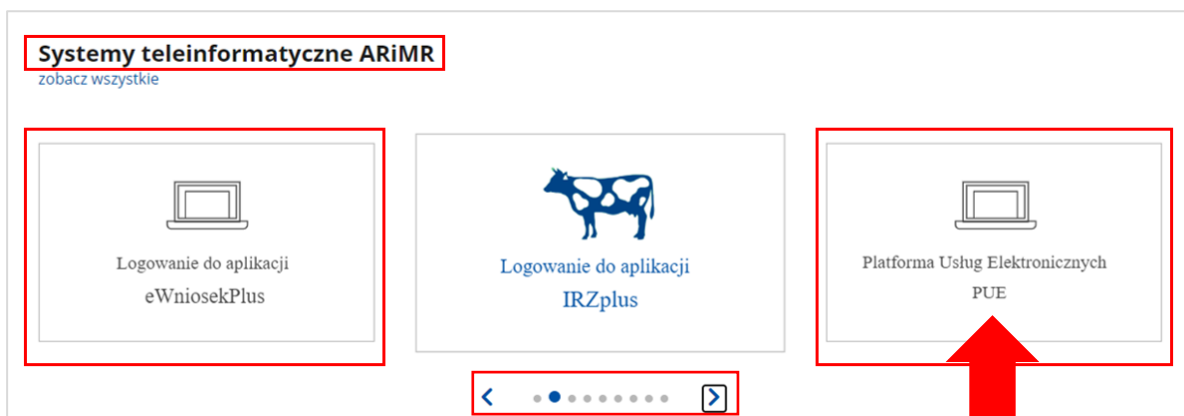 Systemy teleinformatyczne ARiMR
zobacz wszystkie
Logowanie do aplikacji
eWniosekPlus
Logowanie do aplikacji
IRZplus
Platforma Usług Elektronicznych
PUE